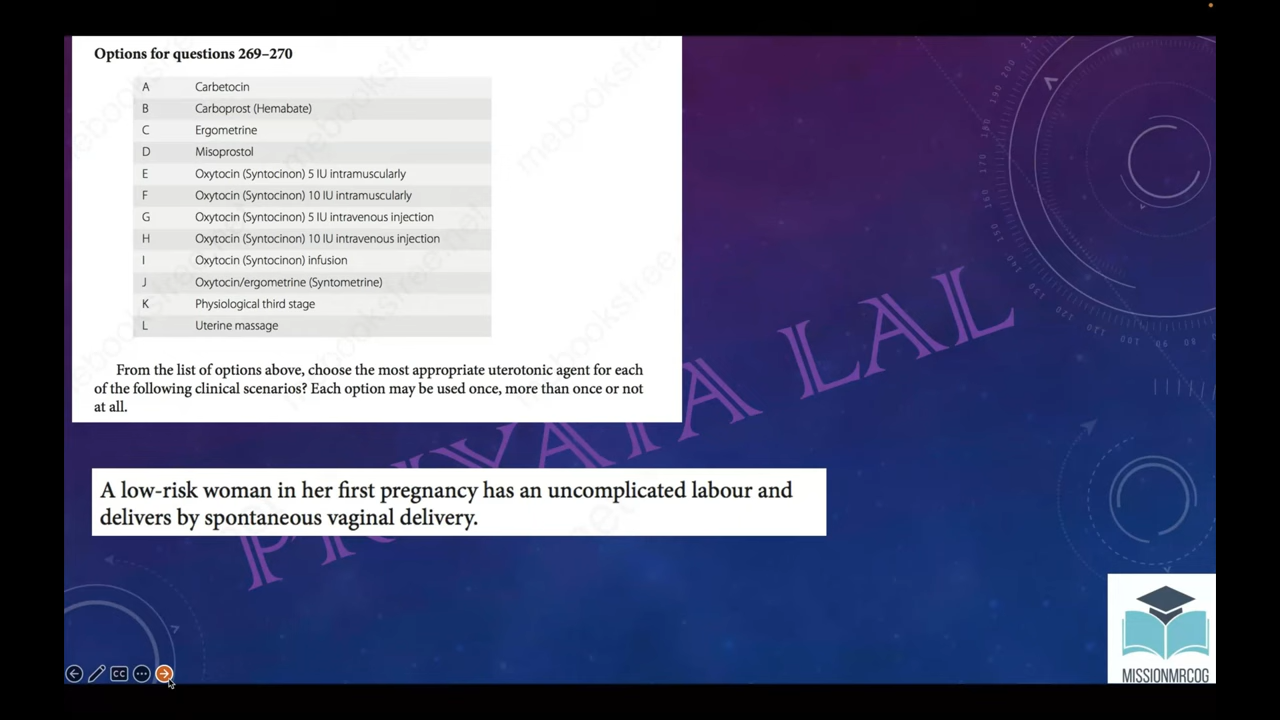 Options for questions 269–270
A Carbetocin
B Carboprost (Hemabate)
C Ergometrine
D Misoprostol
E Oxytocin (Syntocinon) 5 IU intramuscularly
F Oxytocin (Syntocinon) 10 IU intramuscularly
G Oxytocin (Syntocinon) 5 IU intravenous injection
H Oxytocin (Syntocinon) 10 IU intravenous injection
I Oxytocin (Syntocinon) infusion
J Oxytocin/ergometrine (Syntometrine)
K Physiological third stage
L Uterine massage
From the list of options above, choose the most appropriate uterotonic agent for each
of the following clinical scenarios? Each option may be used once, more than once or not
at all.
A low-risk woman in her first pregnancy has an uncomplicated labour and
delivers by spontaneous vaginal delivery.
LAL
CC
MISSIONMRCOG